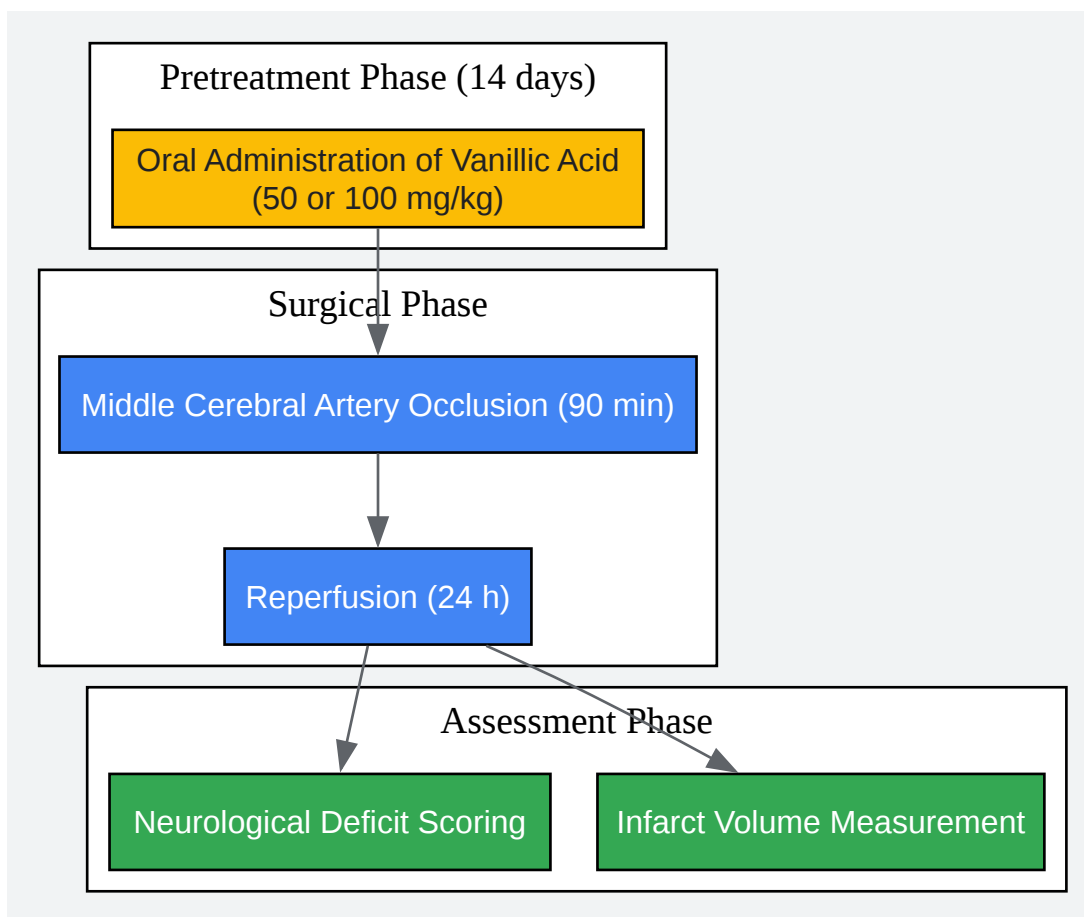 Pretreatment Phase (14 days)
Oral Administration of Vanillic Acid
(50 or 100 mg/kg)
Surgical Phase
Middle Cerebral Artery Occlusion (90 min)
Reperfusion (24 h)
Assessment Phase
Neurological Deficit Scoring
Infarct Volume Measurement